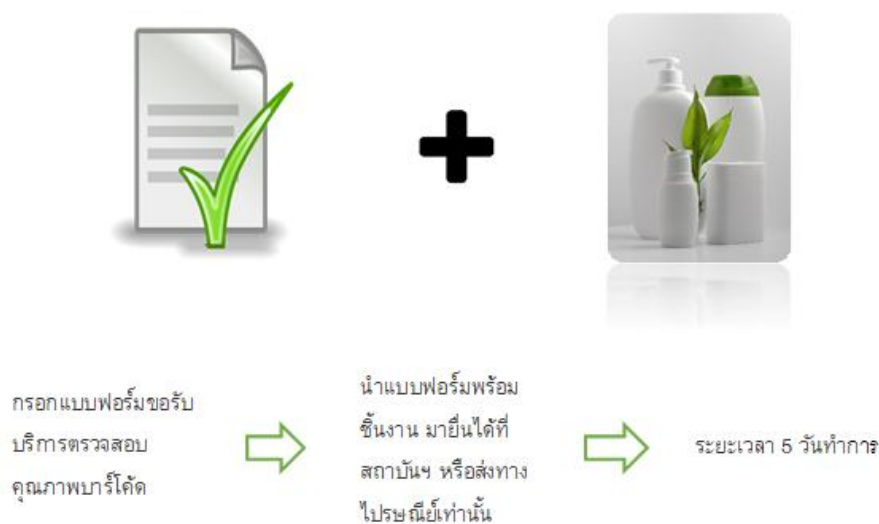 กรอกแบบฟอร์มขอรับ
บริการตรวจสอบ
คุณภาพบาร์โค้ด
นำแบบฟอร์มพร้อม
ชิ้นงาน มายื่นได้ที่
สถาบันฯ หรือส่งทาง
ไปรษณีย์เท่านั้น
ระยะเวลา 5 วันทำการ